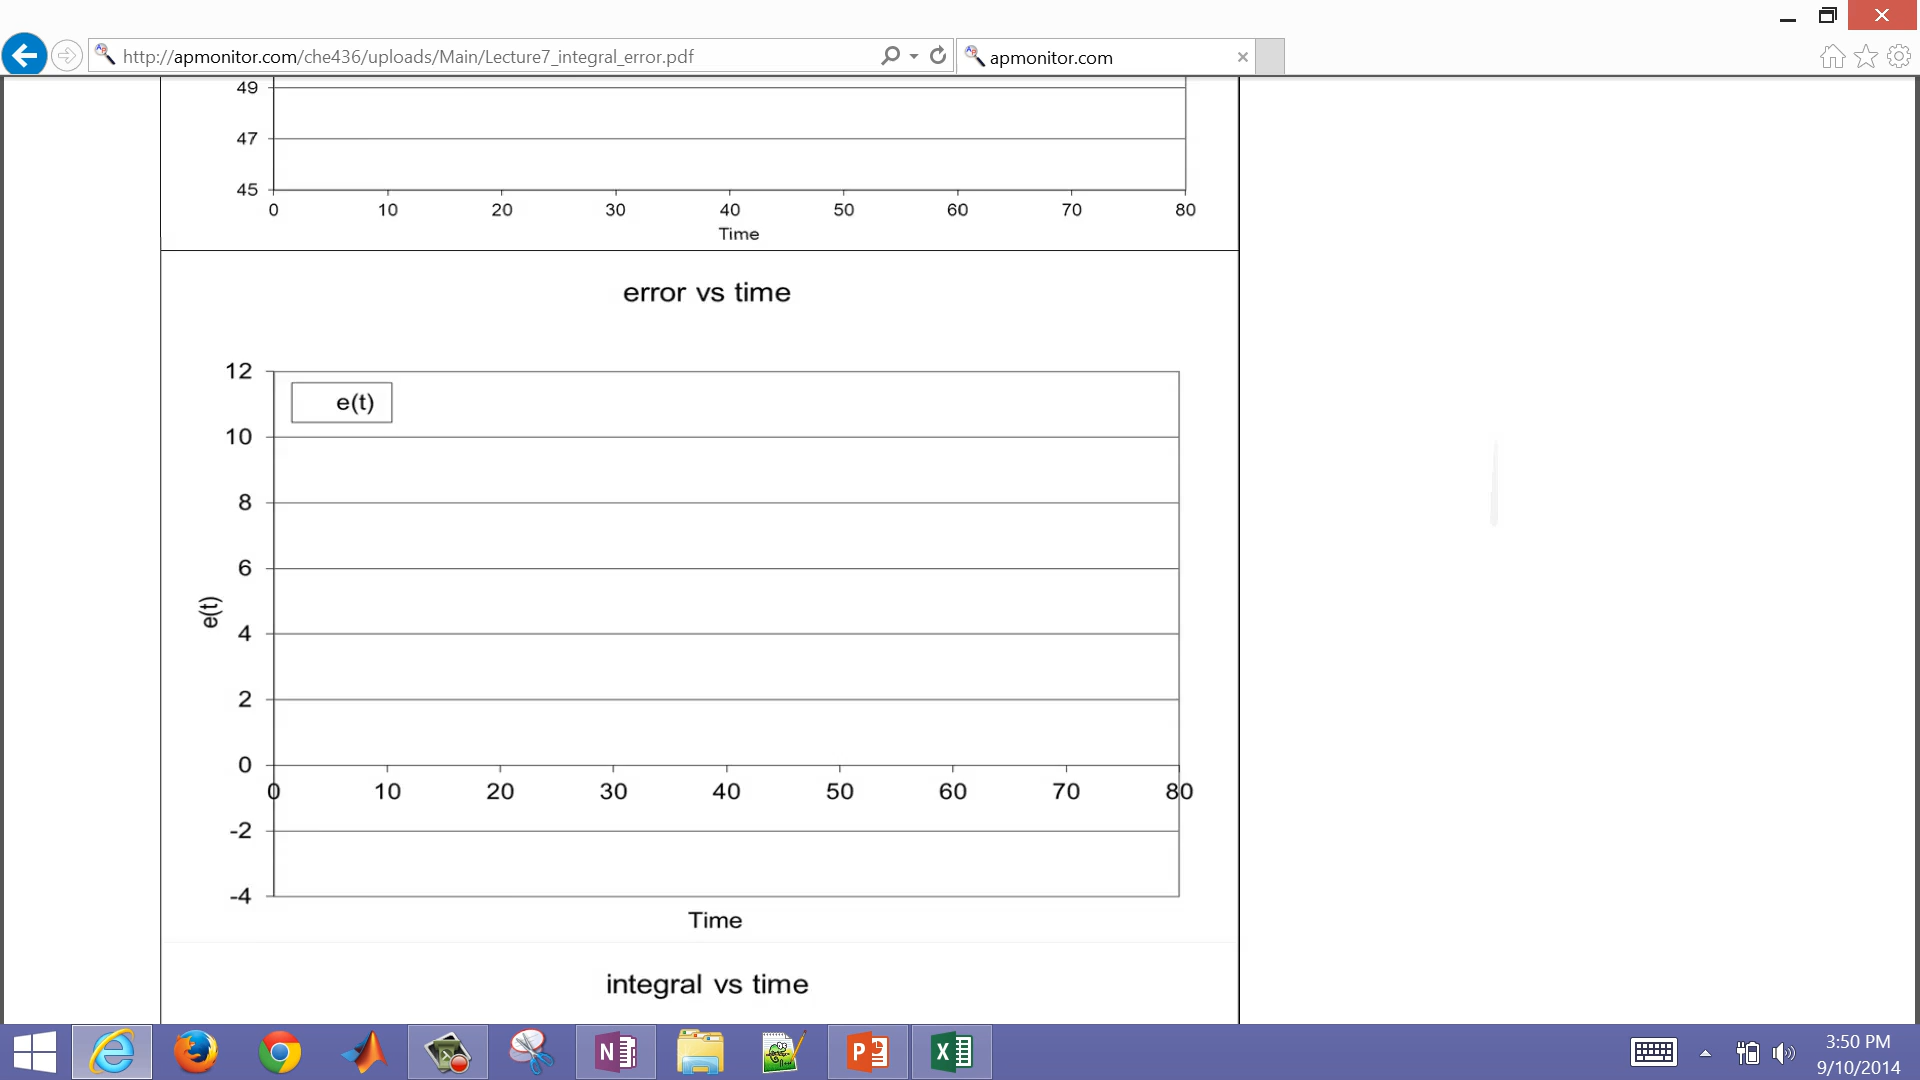 http://apmonitor.com/che436/uploads/Main/Lecture7_integral_error.pdf
apmonitor.com
49
47
45
0 10 20 30 40 50 60 70 80
Time
error vs time
12
e(t)
10
8
6
e(t)
4
2
0
0 10 20 30 40 50 60 70 80
-2
-4
Time
integral vs time
3:50 PM
9/10/2014